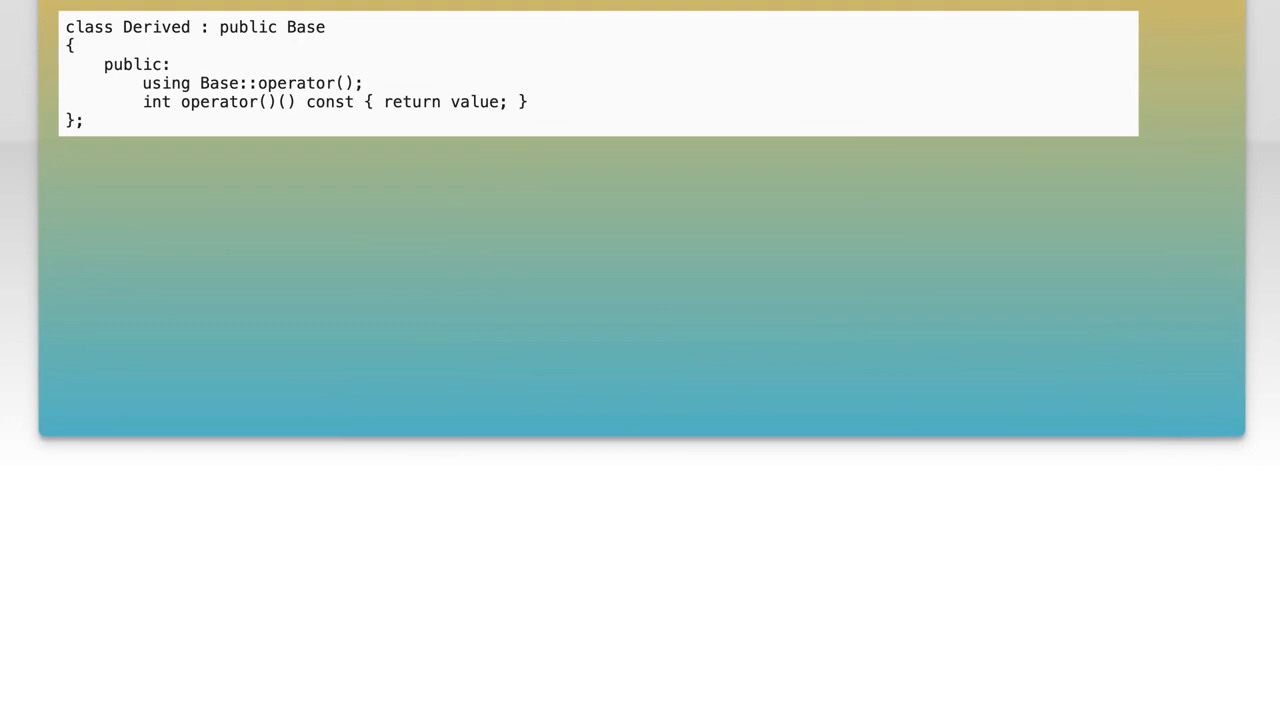 class Derived : public Base
{
    public:
        using Base::operator();
        int operator()() const { return value; }
};